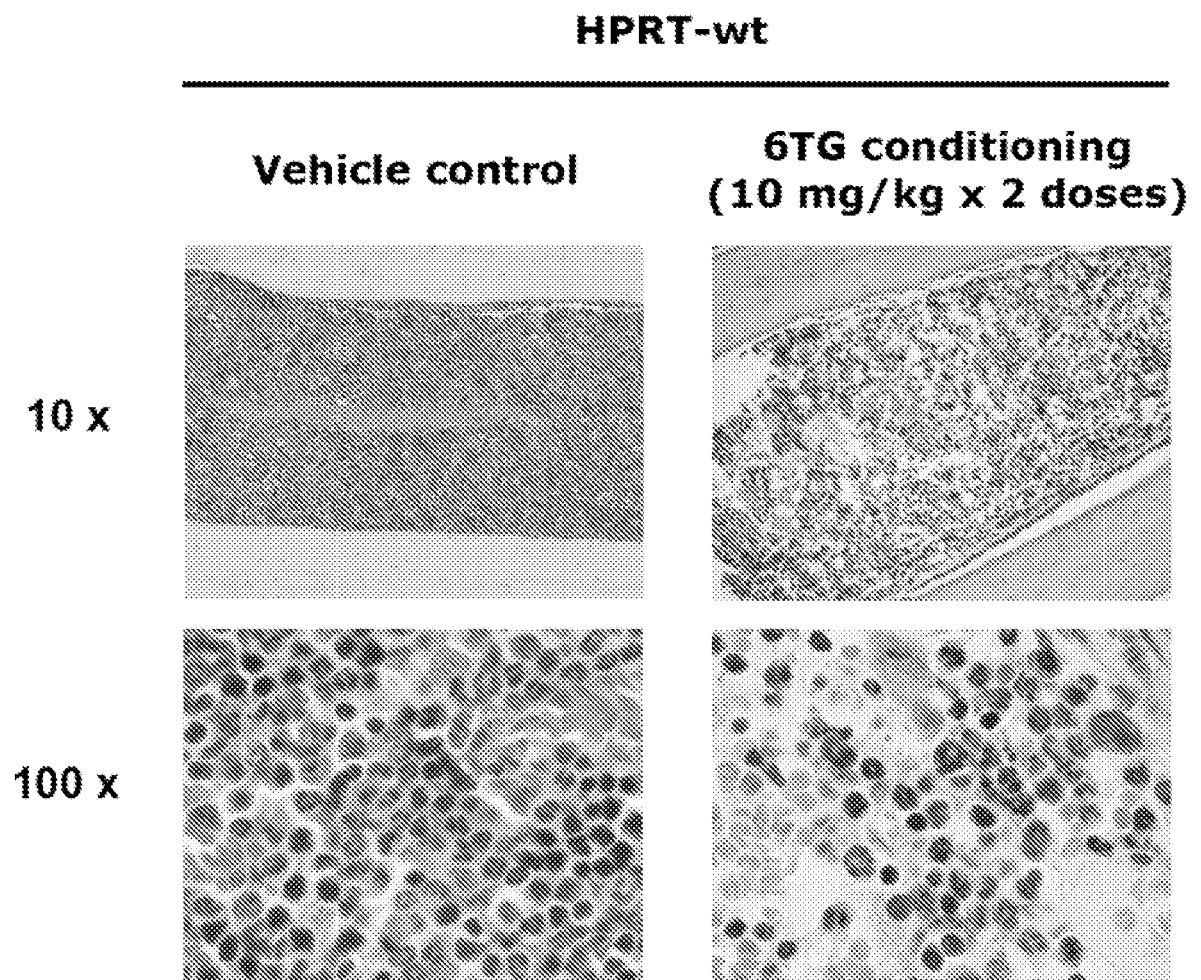 HPRT-wt
Vehicle control
6TG conditioning
(10 mg/kg x 2 doses)
10 x
100 x